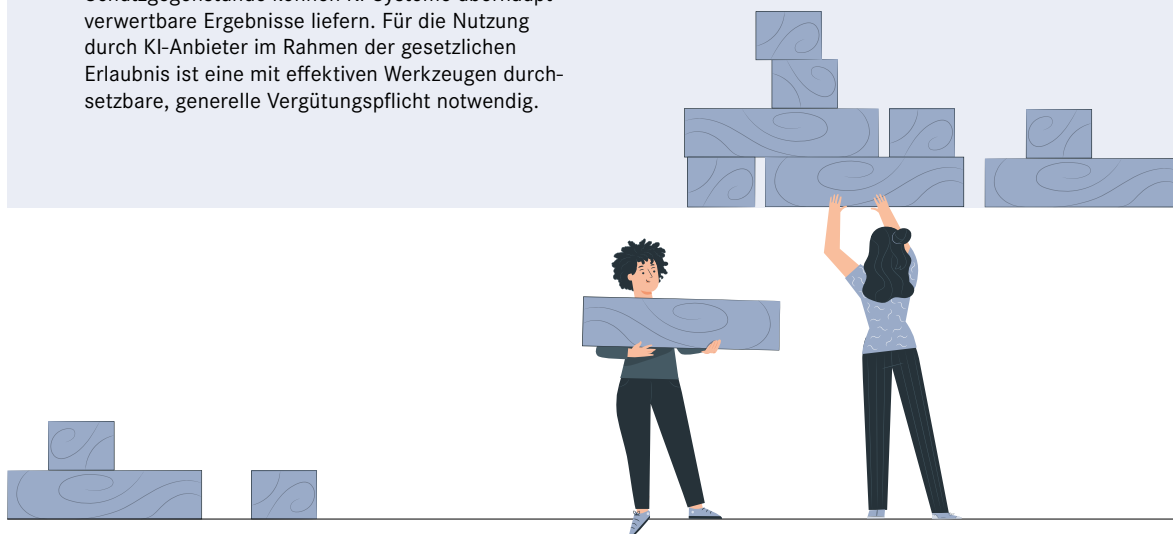 verwertbare Ergebnisse liefern. Für die Nutzung
durch KI-Anbieter im Rahmen der gesetzlichen
Erlaubnis ist eine mit effektiven Werkzeugen durch-
setzbare, generelle Vergütungspflicht notwendig.